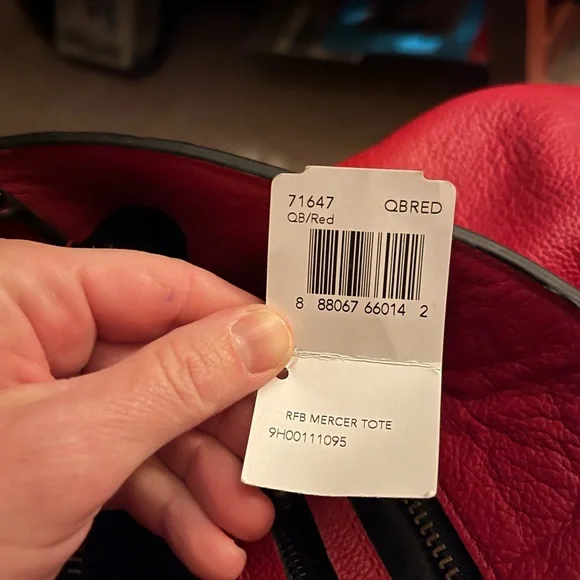 71647 QBRED
QB/Red
8 88067 66014 2
RFB MERCER TOTE
9H00111095